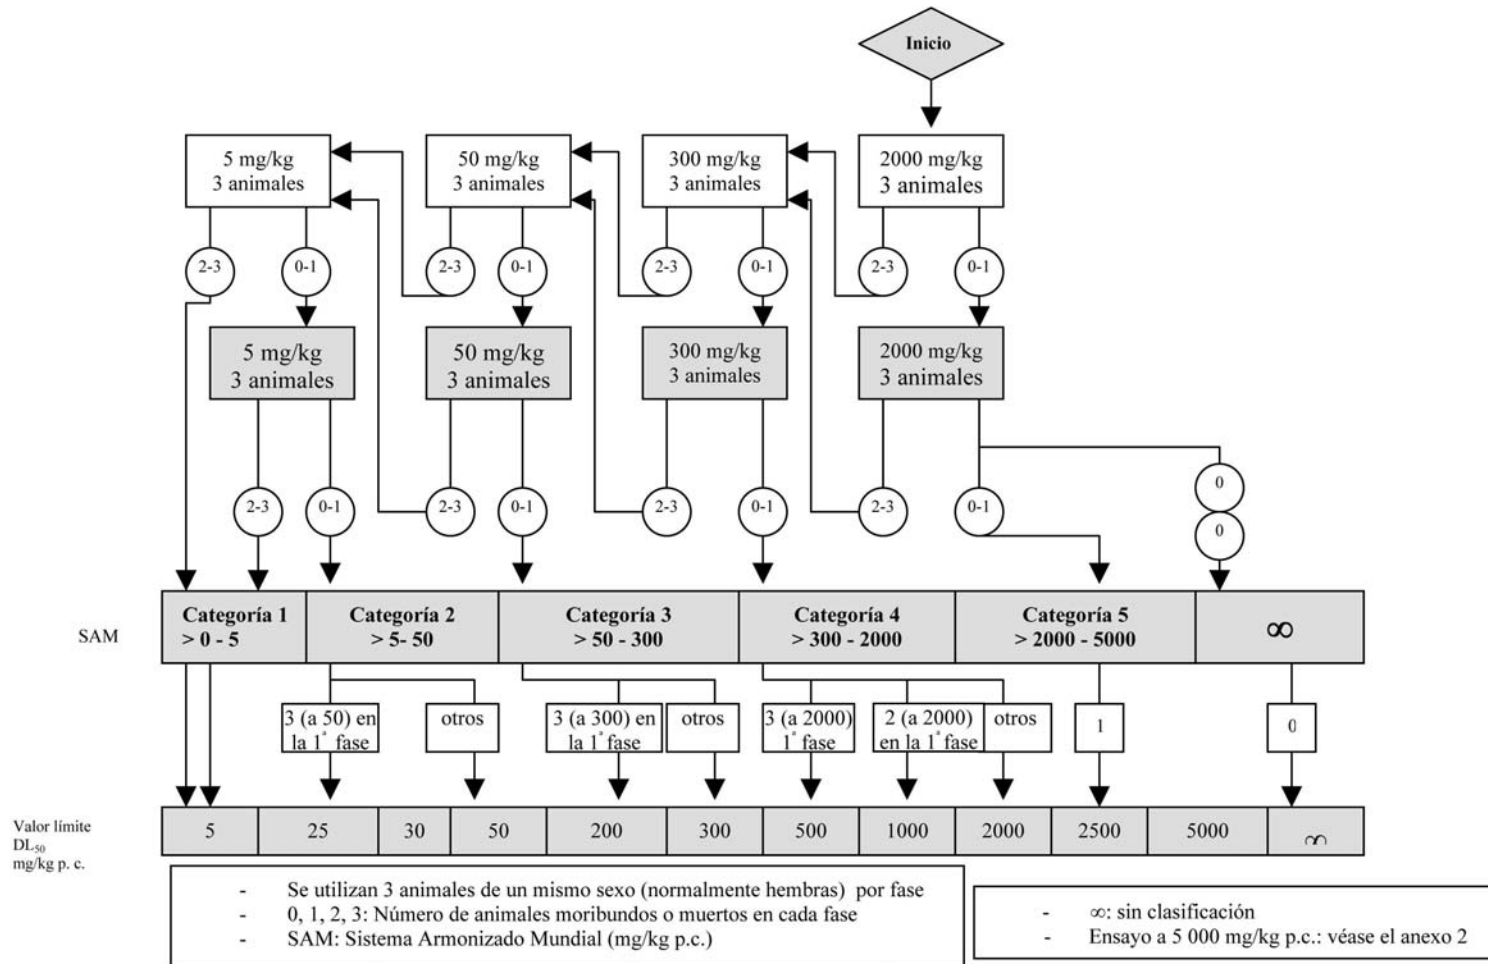 Inicio
5 mg/kg
3 animales
50 mg/kg
3 animales
300 mg/kg
3 animales
2000 mg/kg
3 animales
2-3
0-1
2-3
0-1
2-3
0-1
2-3
0-1
5 mg/kg
3 animales
50 mg/kg
3 animales
300 mg/kg
3 animales
2000 mg/kg
3 animales
2-3
0-1
2-3
0-1
2-3
0-1
2-3
0-1
0
0
SAM
Categoría 1
> 0 - 5
Categoría 2
> 5- 50
Categoría 3
> 50 - 300
Categoría 4
> 300 - 2000
Categoría 5
> 2000 - 5000
∞
3 (a 50) en
la 1ª fase
otros
3 (a 300) en
la 1ª fase
otros
3 (a 2000)
1ª fase
2 (a 2000)
en la 1ª fase
otros
1
0
Valor límite
DL₅₀
mg/kg p. c.
5
25
30
50
200
300
500
1000
2000
2500
5000
∞
- Se utilizan 3 animales de un mismo sexo (normalmente hembras) por fase
- 0, 1, 2, 3: Número de animales moribundos o muertos en cada fase
- SAM: Sistema Armonizado Mundial (mg/kg p.c.)
- ∞: sin clasificación
- Ensayo a 5 000 mg/kg p.c.: véase el anexo 2